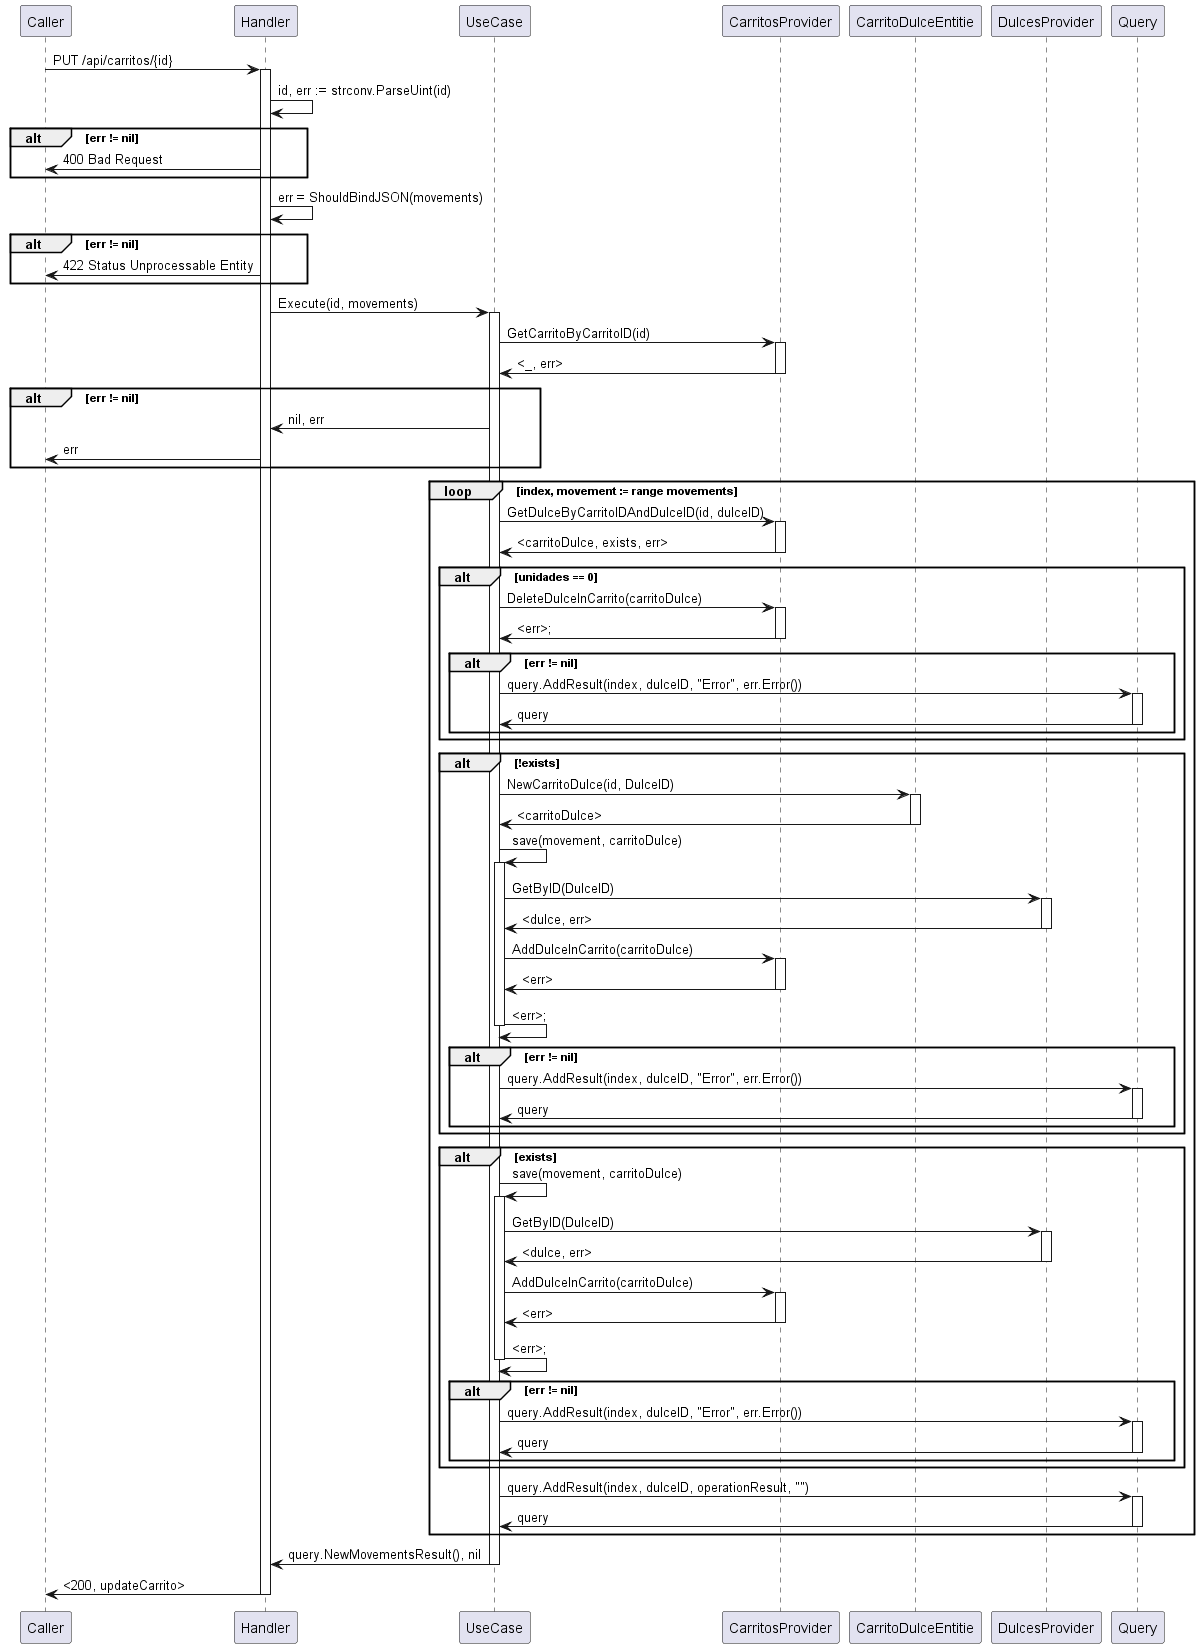 Caller Handler UseCase CarritosProvider CarritoDulceEntitie DulcesProvider Query
PUT /api/carritos/{id}
id, err := strconv.ParseUint(id)
alt [err != nil]
400 Bad Request
err = ShouldBindJSON(movements)
alt [err != nil]
422 Status Unprocessable Entity
Execute(id, movements)
GetCarritoByCarritoID(id)
<_, err>
alt [err != nil]
nil, err
err
loop [index, movement := range movements]
GetDulceByCarritoIDAndDulceID(id, dulceID)
<carritoDulce, exists, err>
alt [unidades == 0]
DeleteDulceInCarrito(carritoDulce)
<err>;
alt [err != nil]
query.AddResult(index, dulceID, "Error", err.Error())
query
alt [!exists]
NewCarritoDulce(id, DulceID)
<carritoDulce>
save(movement, carritoDulce)
GetByID(DulceID)
<dulce, err>
AddDulceInCarrito(carritoDulce)
<err>
<err>;
alt [err != nil]
query.AddResult(index, dulceID, "Error", err.Error())
query
alt [exists]
save(movement, carritoDulce)
GetByID(DulceID)
<dulce, err>
AddDulceInCarrito(carritoDulce)
<err>
<err>;
alt [err != nil]
query.AddResult(index, dulceID, "Error", err.Error())
query
query.AddResult(index, dulceID, operationResult, "")
query
query.NewMovementsResult(), nil
<200, updateCarrito>
Caller Handler UseCase CarritosProvider CarritoDulceEntitie DulcesProvider Query